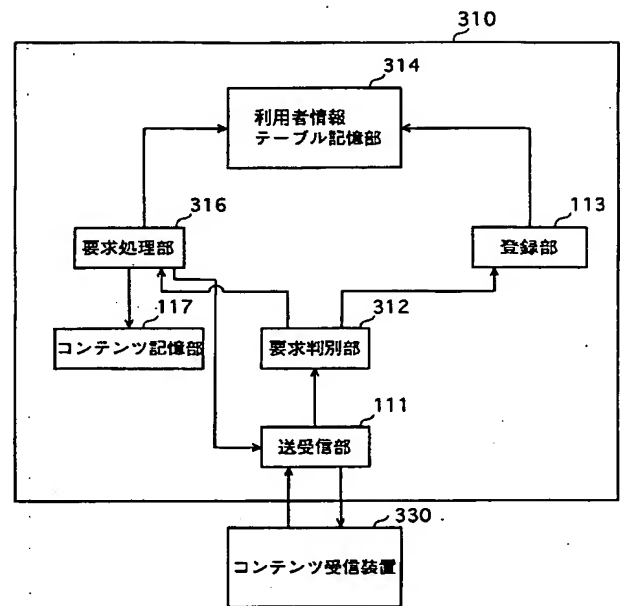 310
314
利用者情報
テーブル記憶部
316
要求処理部
113
登録部
117
コンテンツ記憶部
312
要求判別部
111
送受信部
330
コンテンツ受信装置